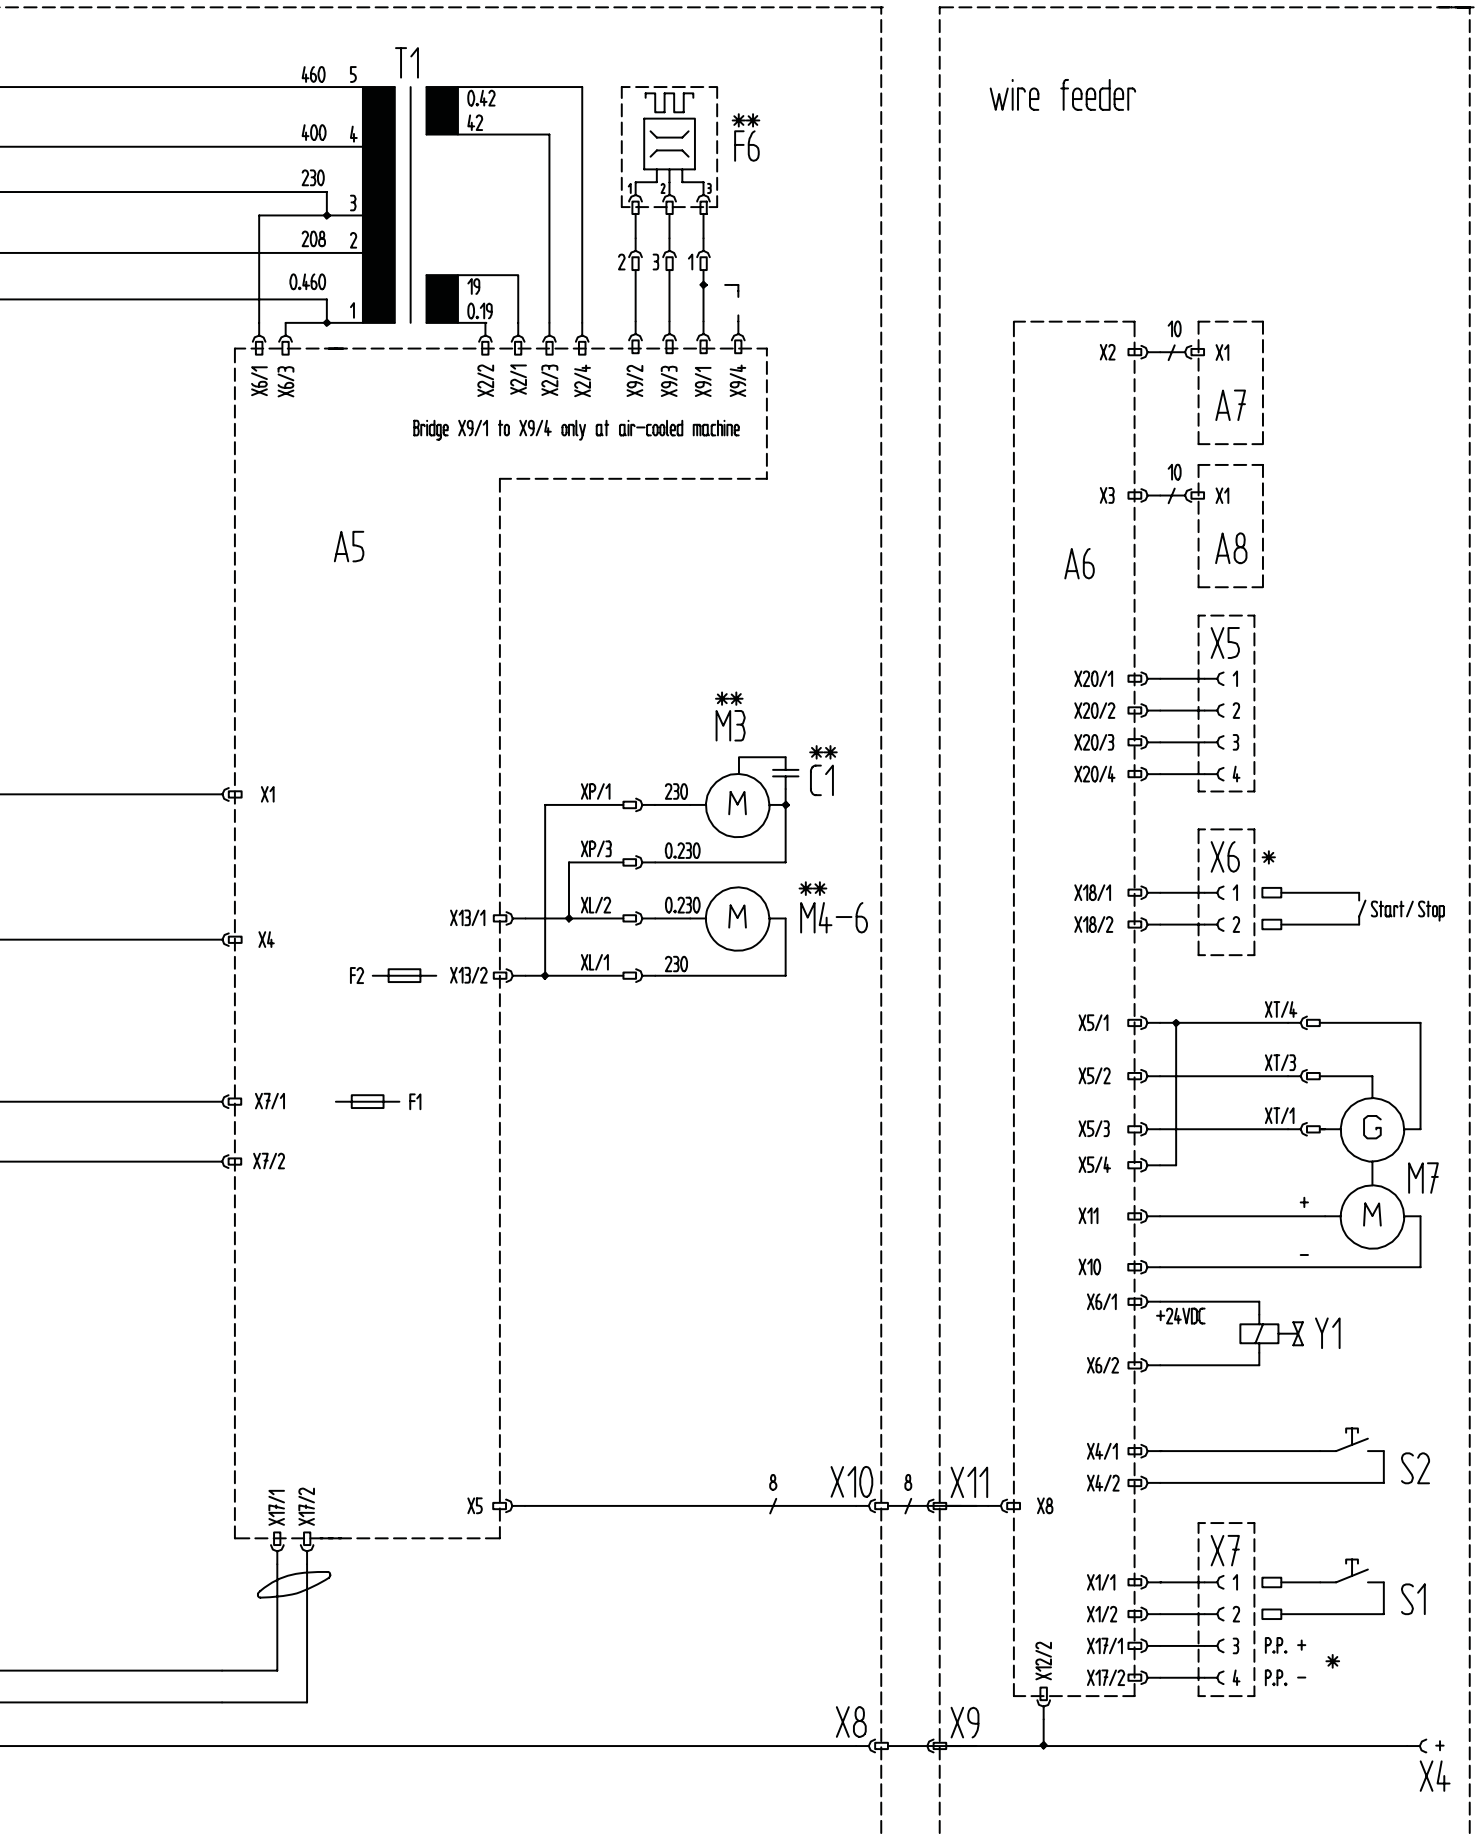 T1
460 5
400 4
230
3
208 2
0.460
1
0.42
42
19
0.19
**
F6
1 2 3
2 3 1
X6/1 X6/3 X2/2 X2/1 X2/3 X2/4 X9/2 X9/3 X9/1 X9/4
Bridge X9/1 to X9/4 only at air-cooled machine
A5
X1
X4
X7/1
X7/2
F1
F2
X13/1
X13/2
**
M3
**
C1
XP/1 230
M
XP/3 0.230
XL/2 0.230
M
**
M4-6
XL/1 230
X17/1 X17/2
X5
8
X10
8
X11
X8
X8
X9
wire feeder
A6
X2
10
X1
A7
X3
10
X1
A8
X5
X20/1 1
X20/2 2
X20/3 3
X20/4 4
X6 *
X18/1 1
X18/2 2
Start/Stop
X5/1 XT/4
X5/2 XT/3
X5/3 XT/1
G
X5/4
M7
X11 +
M
X10 -
X6/1
+24VDC
Y1
X6/2
X4/1
X4/2
S2
X7
X1/1 1
X1/2 2
S1
X17/1 3 P.P. +
X17/2 4 P.P. -
*
X12/2
+
X4